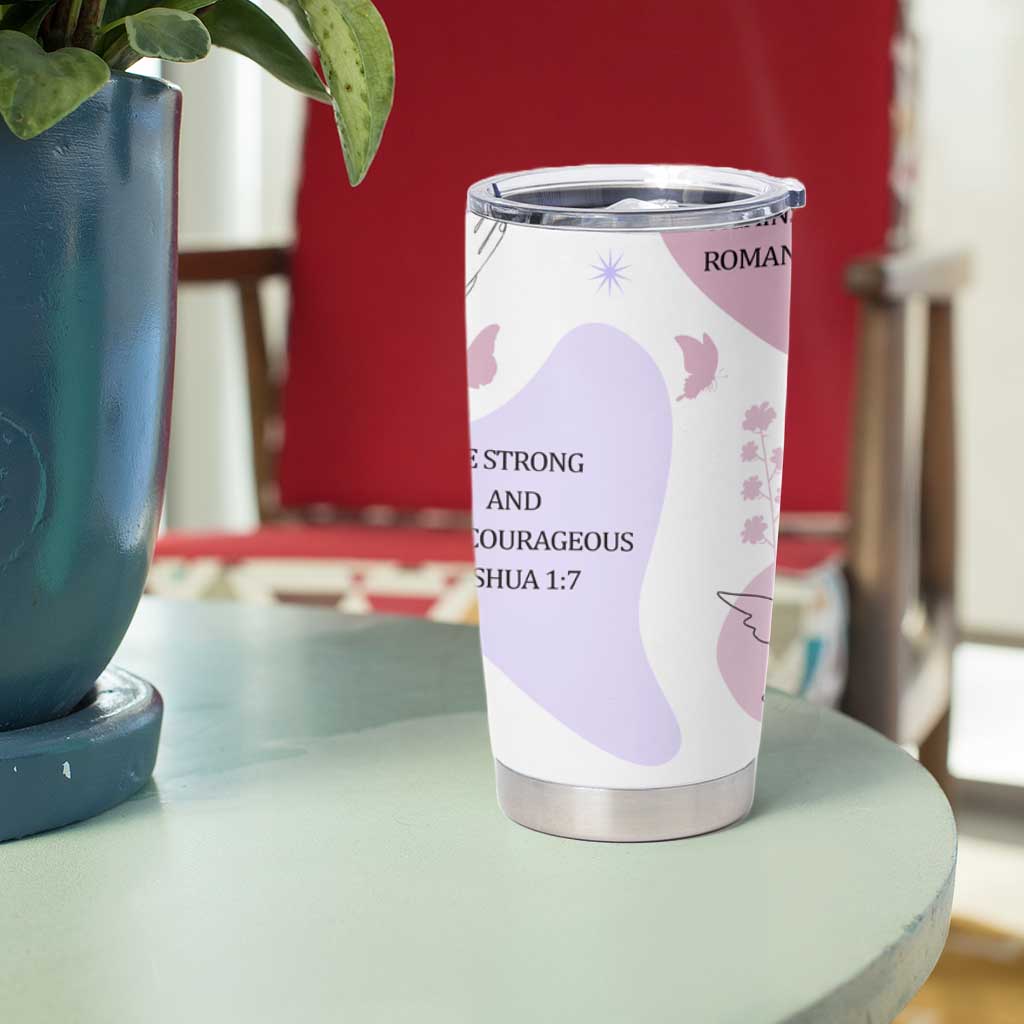 ROMAN
E STRONG
AND
COURAGEOUS
SHUA 1:7